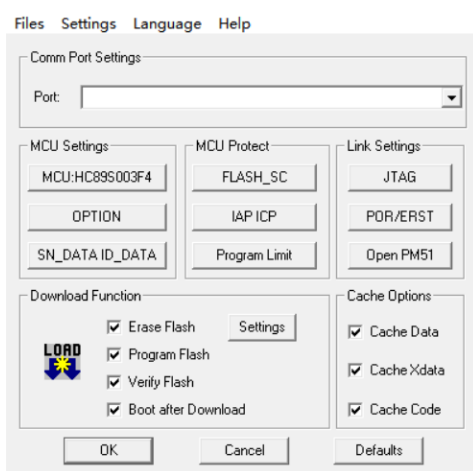 Files Settings Language Help
Comm Port Settings
Port:
MCU Settings MCU Protect Link Settings
MCU:HC89S003F4 FLASH_SC JTAG
OPTION IAP ICP POR/ERST
SN_DATA ID_DATA Program Limit Open PM51
Download Function Cache Options
Erase Flash Settings Cache Data
LOAD
Program Flash
Cache Xdata
Verify Flash
Boot after Download Cache Code
OK Cancel Defaults